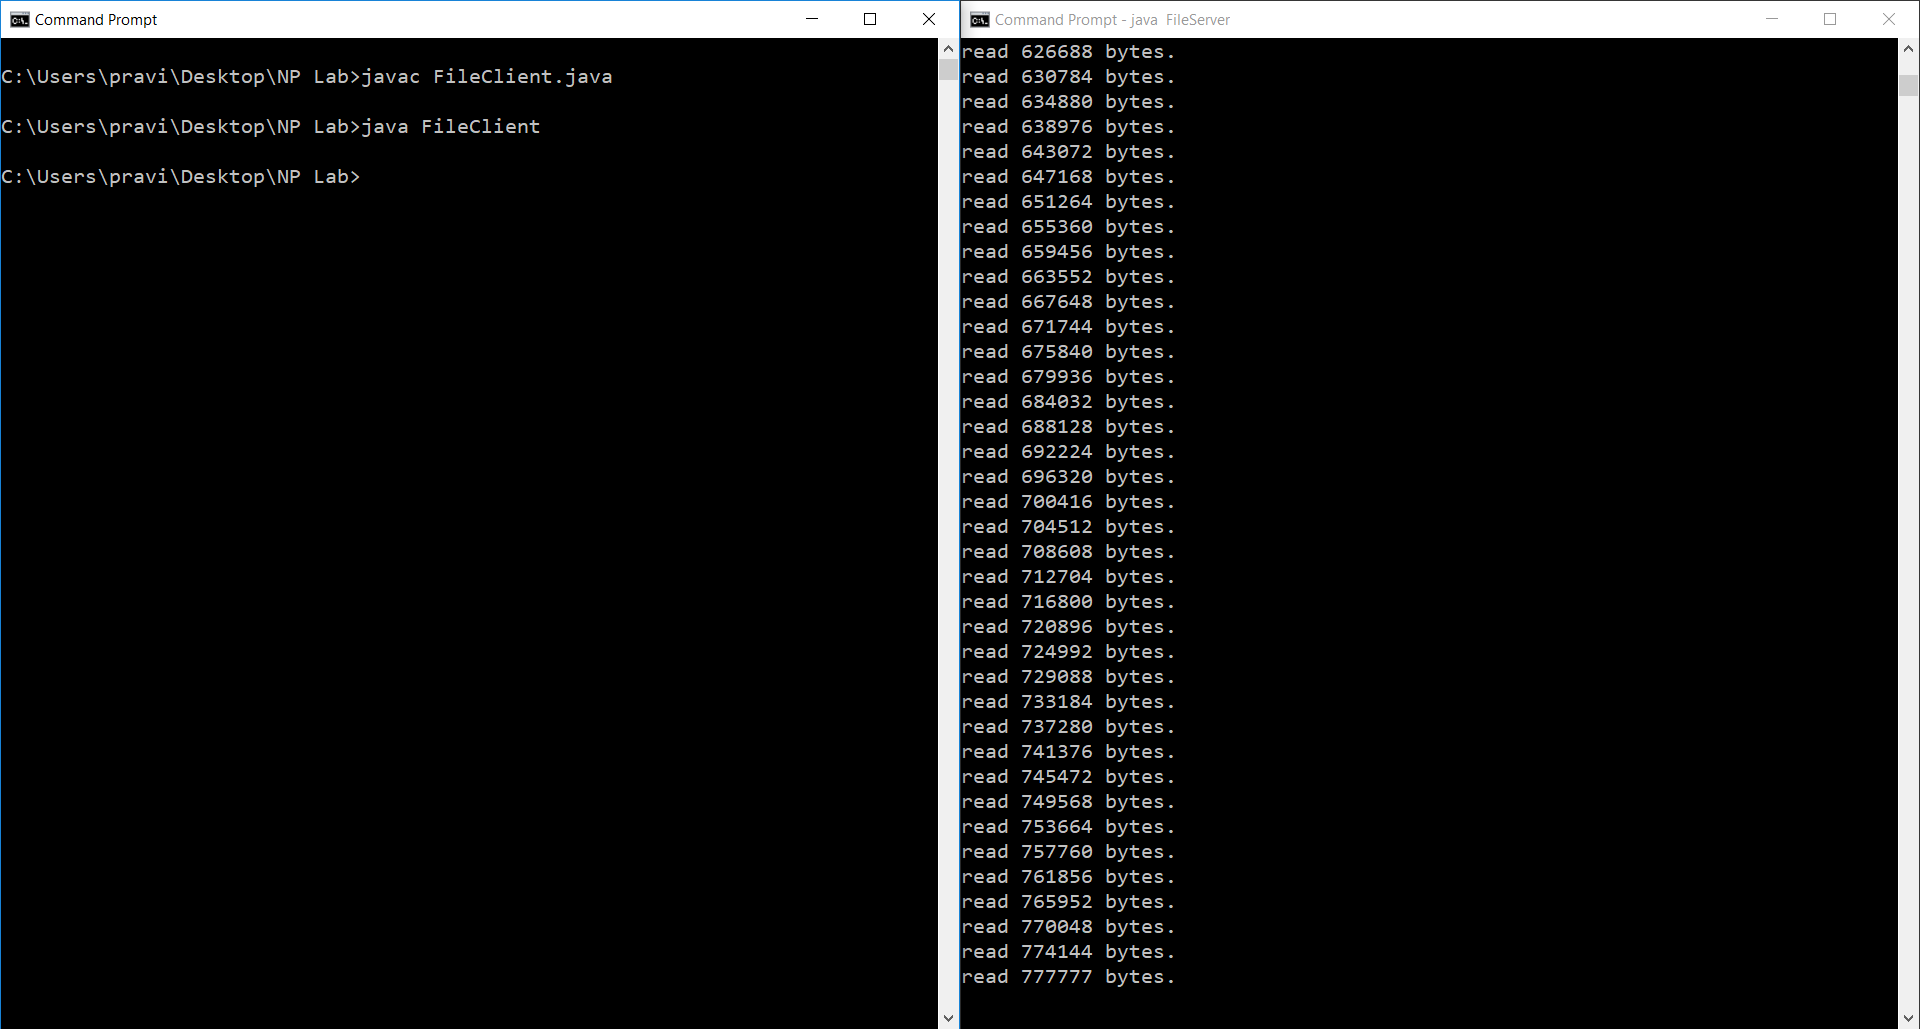 Command Prompt
C:\Users\pravi\Desktop\NP Lab>javac FileClient.java
C:\Users\pravi\Desktop\NP Lab>java FileClient
C:\Users\pravi\Desktop\NP Lab>
Command Prompt - java  FileServer
read 626688 bytes.
read 630784 bytes.
read 634880 bytes.
read 638976 bytes.
read 643072 bytes.
read 647168 bytes.
read 651264 bytes.
read 655360 bytes.
read 659456 bytes.
read 663552 bytes.
read 667648 bytes.
read 671744 bytes.
read 675840 bytes.
read 679936 bytes.
read 684032 bytes.
read 688128 bytes.
read 692224 bytes.
read 696320 bytes.
read 700416 bytes.
read 704512 bytes.
read 708608 bytes.
read 712704 bytes.
read 716800 bytes.
read 720896 bytes.
read 724992 bytes.
read 729088 bytes.
read 733184 bytes.
read 737280 bytes.
read 741376 bytes.
read 745472 bytes.
read 749568 bytes.
read 753664 bytes.
read 757760 bytes.
read 761856 bytes.
read 765952 bytes.
read 770048 bytes.
read 774144 bytes.
read 777777 bytes.